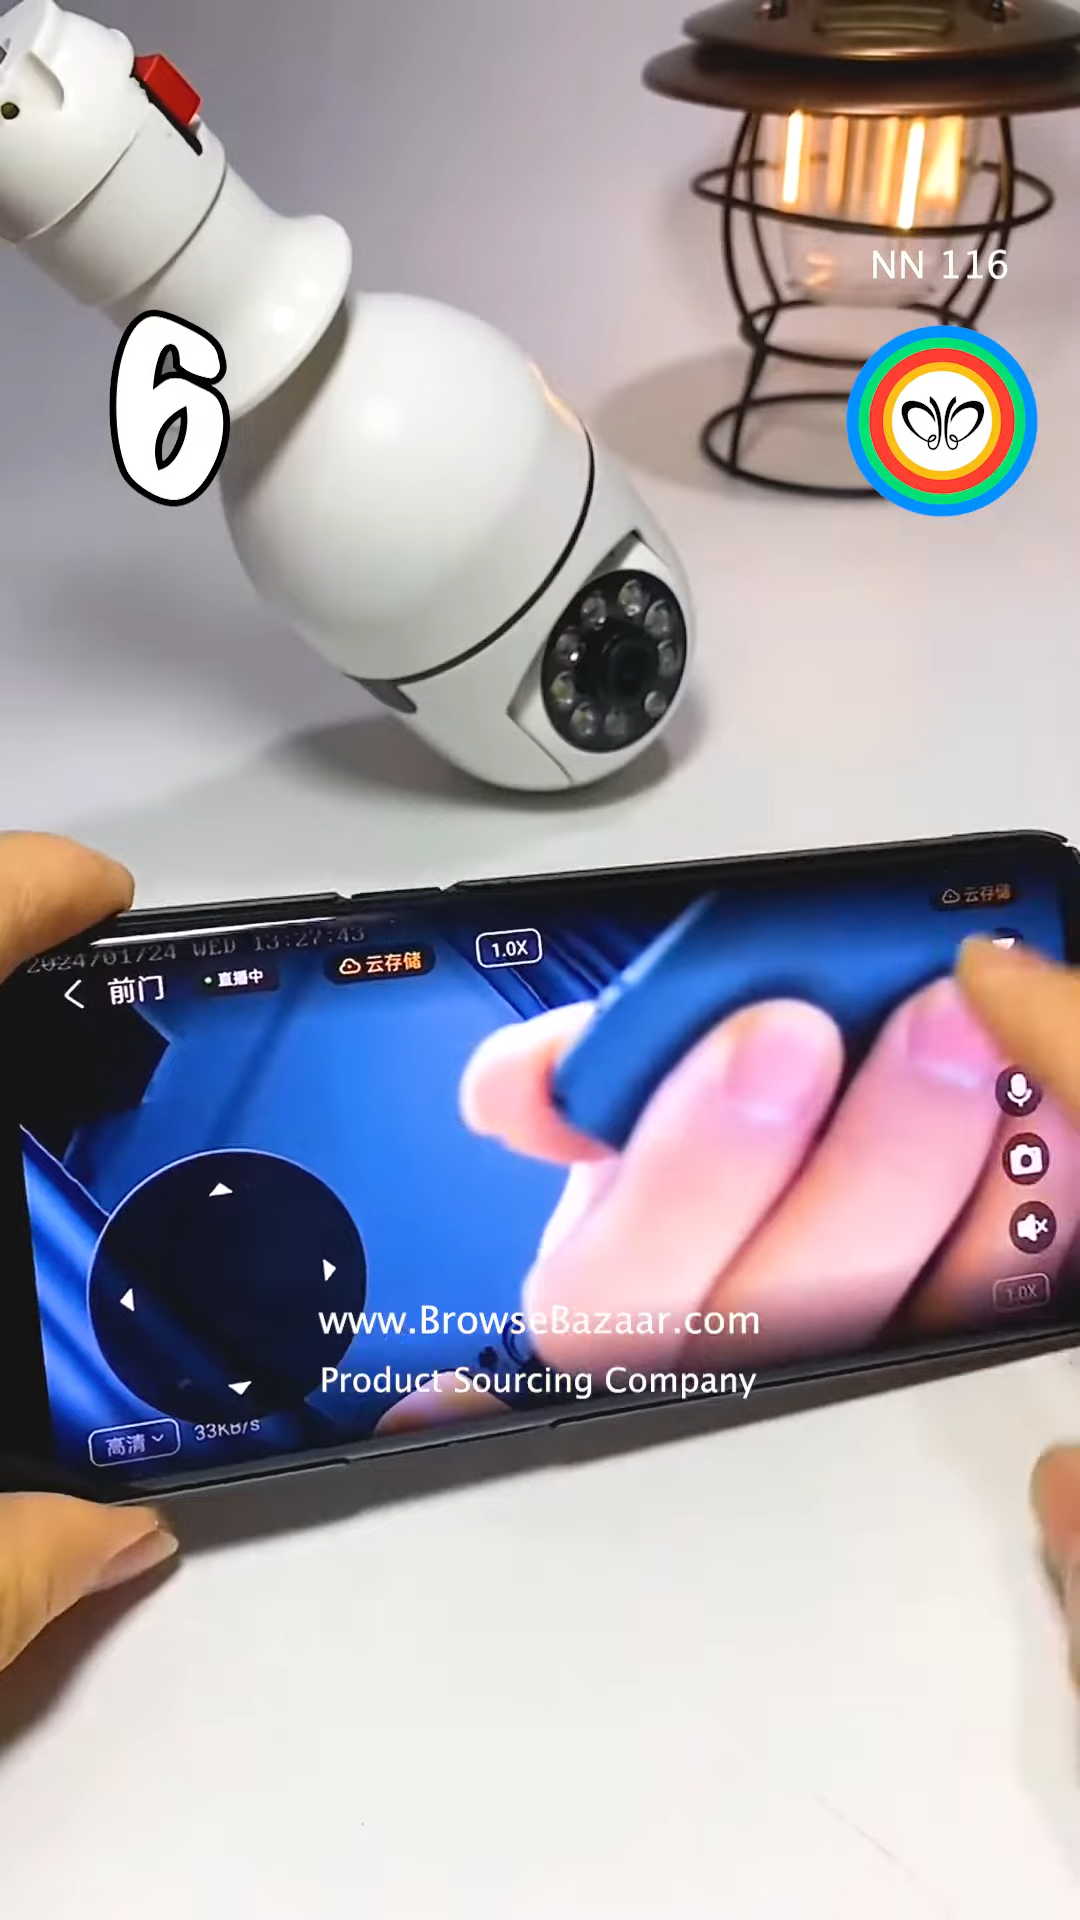 NN 116
6
2024/01/24 WED 13:27:43
云存储
1.0X
云存储
前门
直播中
1.0X
www.BrowseBazaar.com
Product Sourcing Company
高清
33KB/s